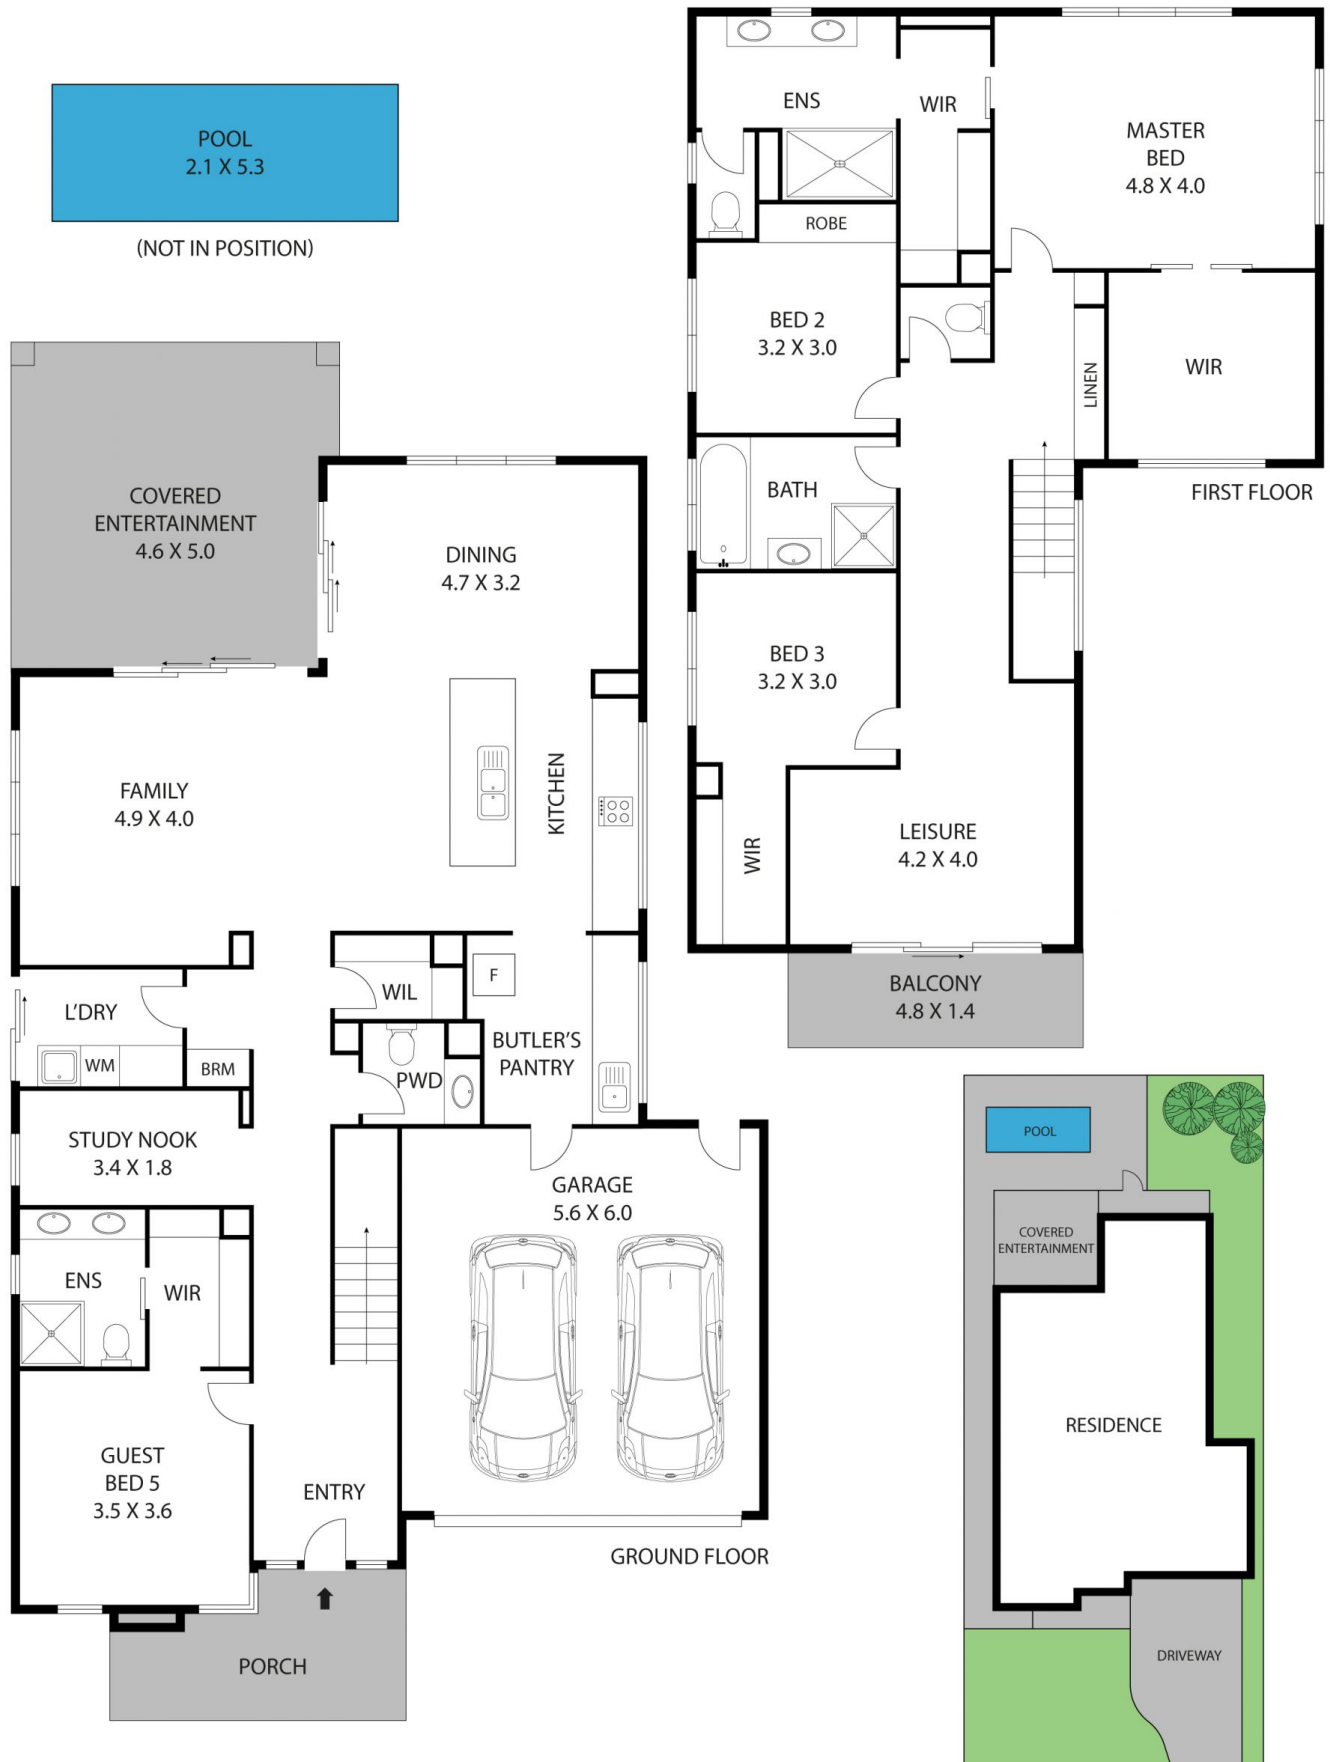 POOL
2.1 X 5.3
(NOT IN POSITION)
COVERED
ENTERTAINMENT
4.6 X 5.0
DINING
4.7 X 3.2
FAMILY
4.9 X 4.0
KITCHEN
L'DRY
WM
BRM
WIL
F
BUTLER'S
PANTRY
PWD
STUDY NOOK
3.4 X 1.8
ENS
WIR
GUEST
BED 5
3.5 X 3.6
ENTRY
GARAGE
5.6 X 6.0
GROUND FLOOR
PORCH
ENS
WIR
MASTER
BED
4.8 X 4.0
ROBE
BED 2
3.2 X 3.0
LINEN
WIR
FIRST FLOOR
BATH
BED 3
3.2 X 3.0
WIR
LEISURE
4.2 X 4.0
BALCONY
4.8 X 1.4
POOL
COVERED
ENTERTAINMENT
RESIDENCE
DRIVEWAY